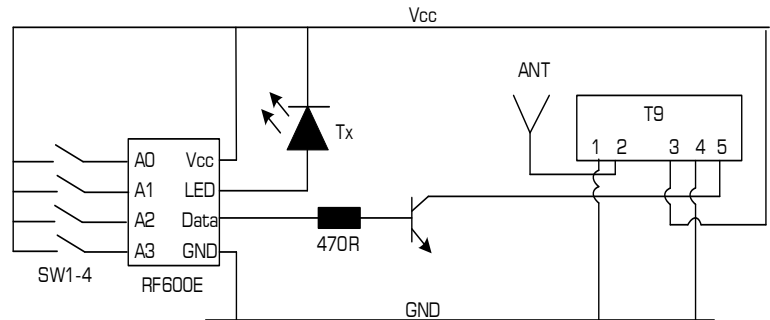 Vcc
ANT
T9
1 2 3 4 5
Tx
A0 Vcc
A1 LED
A2 Data
A3 GND
470R
SW1-4
RF600E
GND